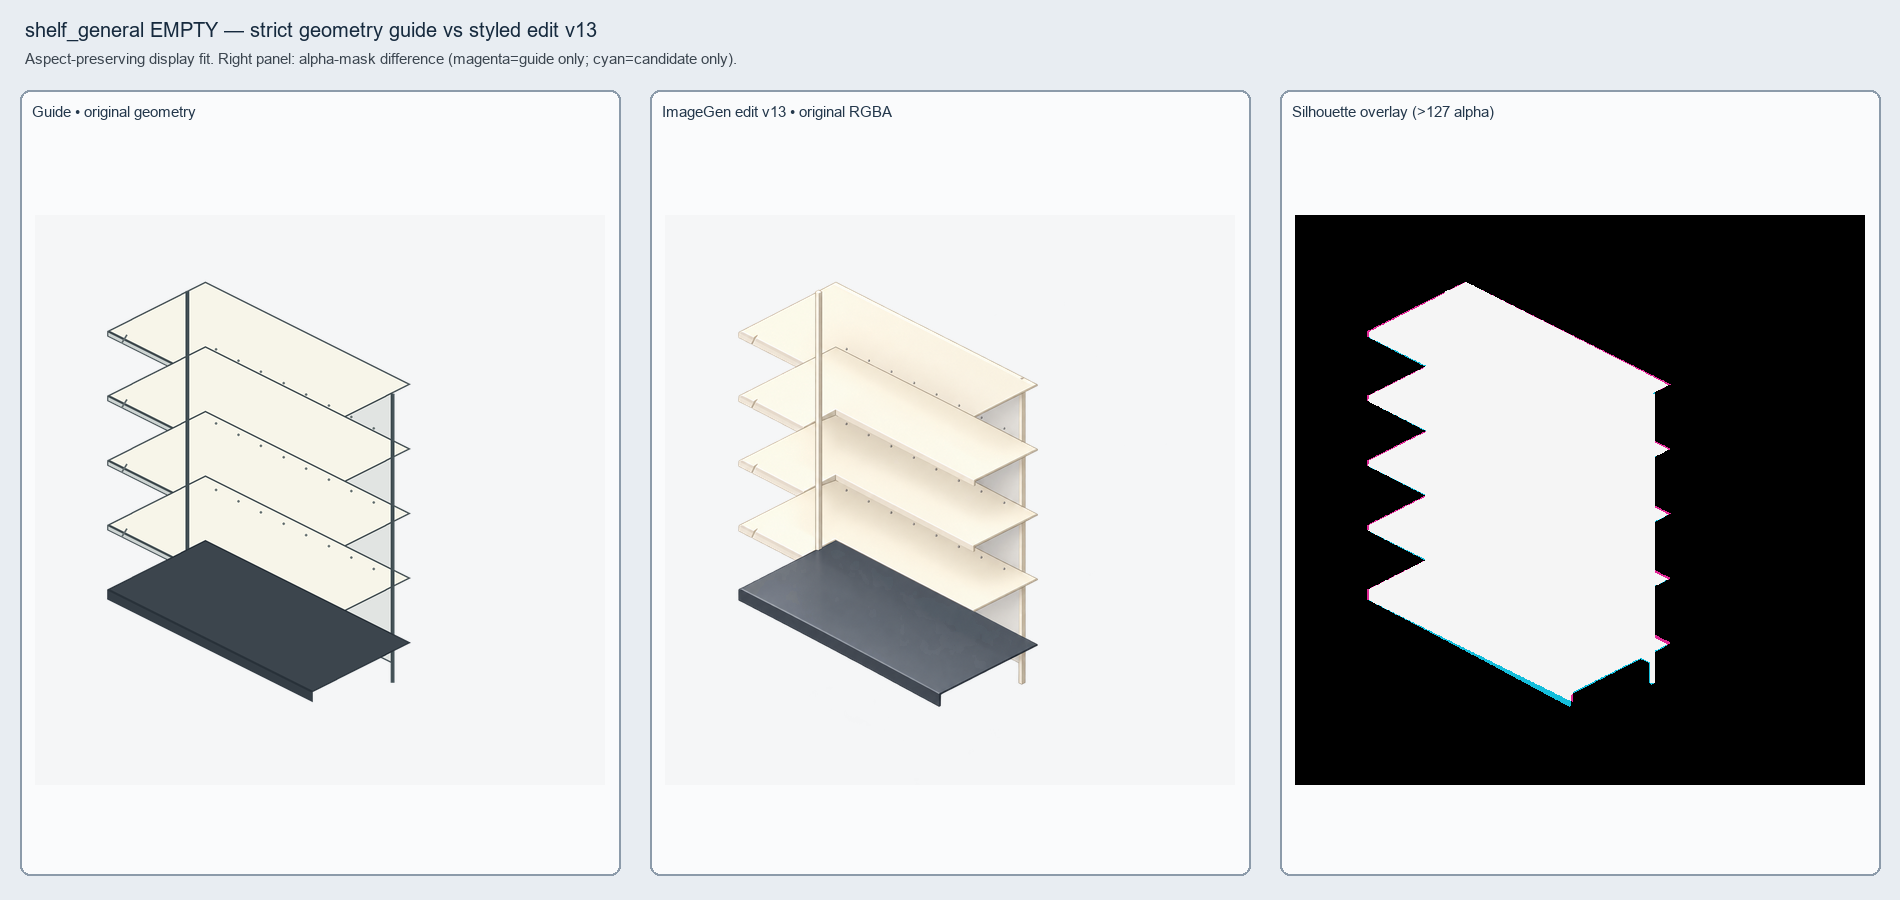 shelf_general EMPTY — strict geometry guide vs styled edit v13
Aspect-preserving display fit. Right panel: alpha-mask difference (magenta=guide only; cyan=candidate only).
Guide • original geometry
ImageGen edit v13 • original RGBA
Silhouette overlay (>127 alpha)